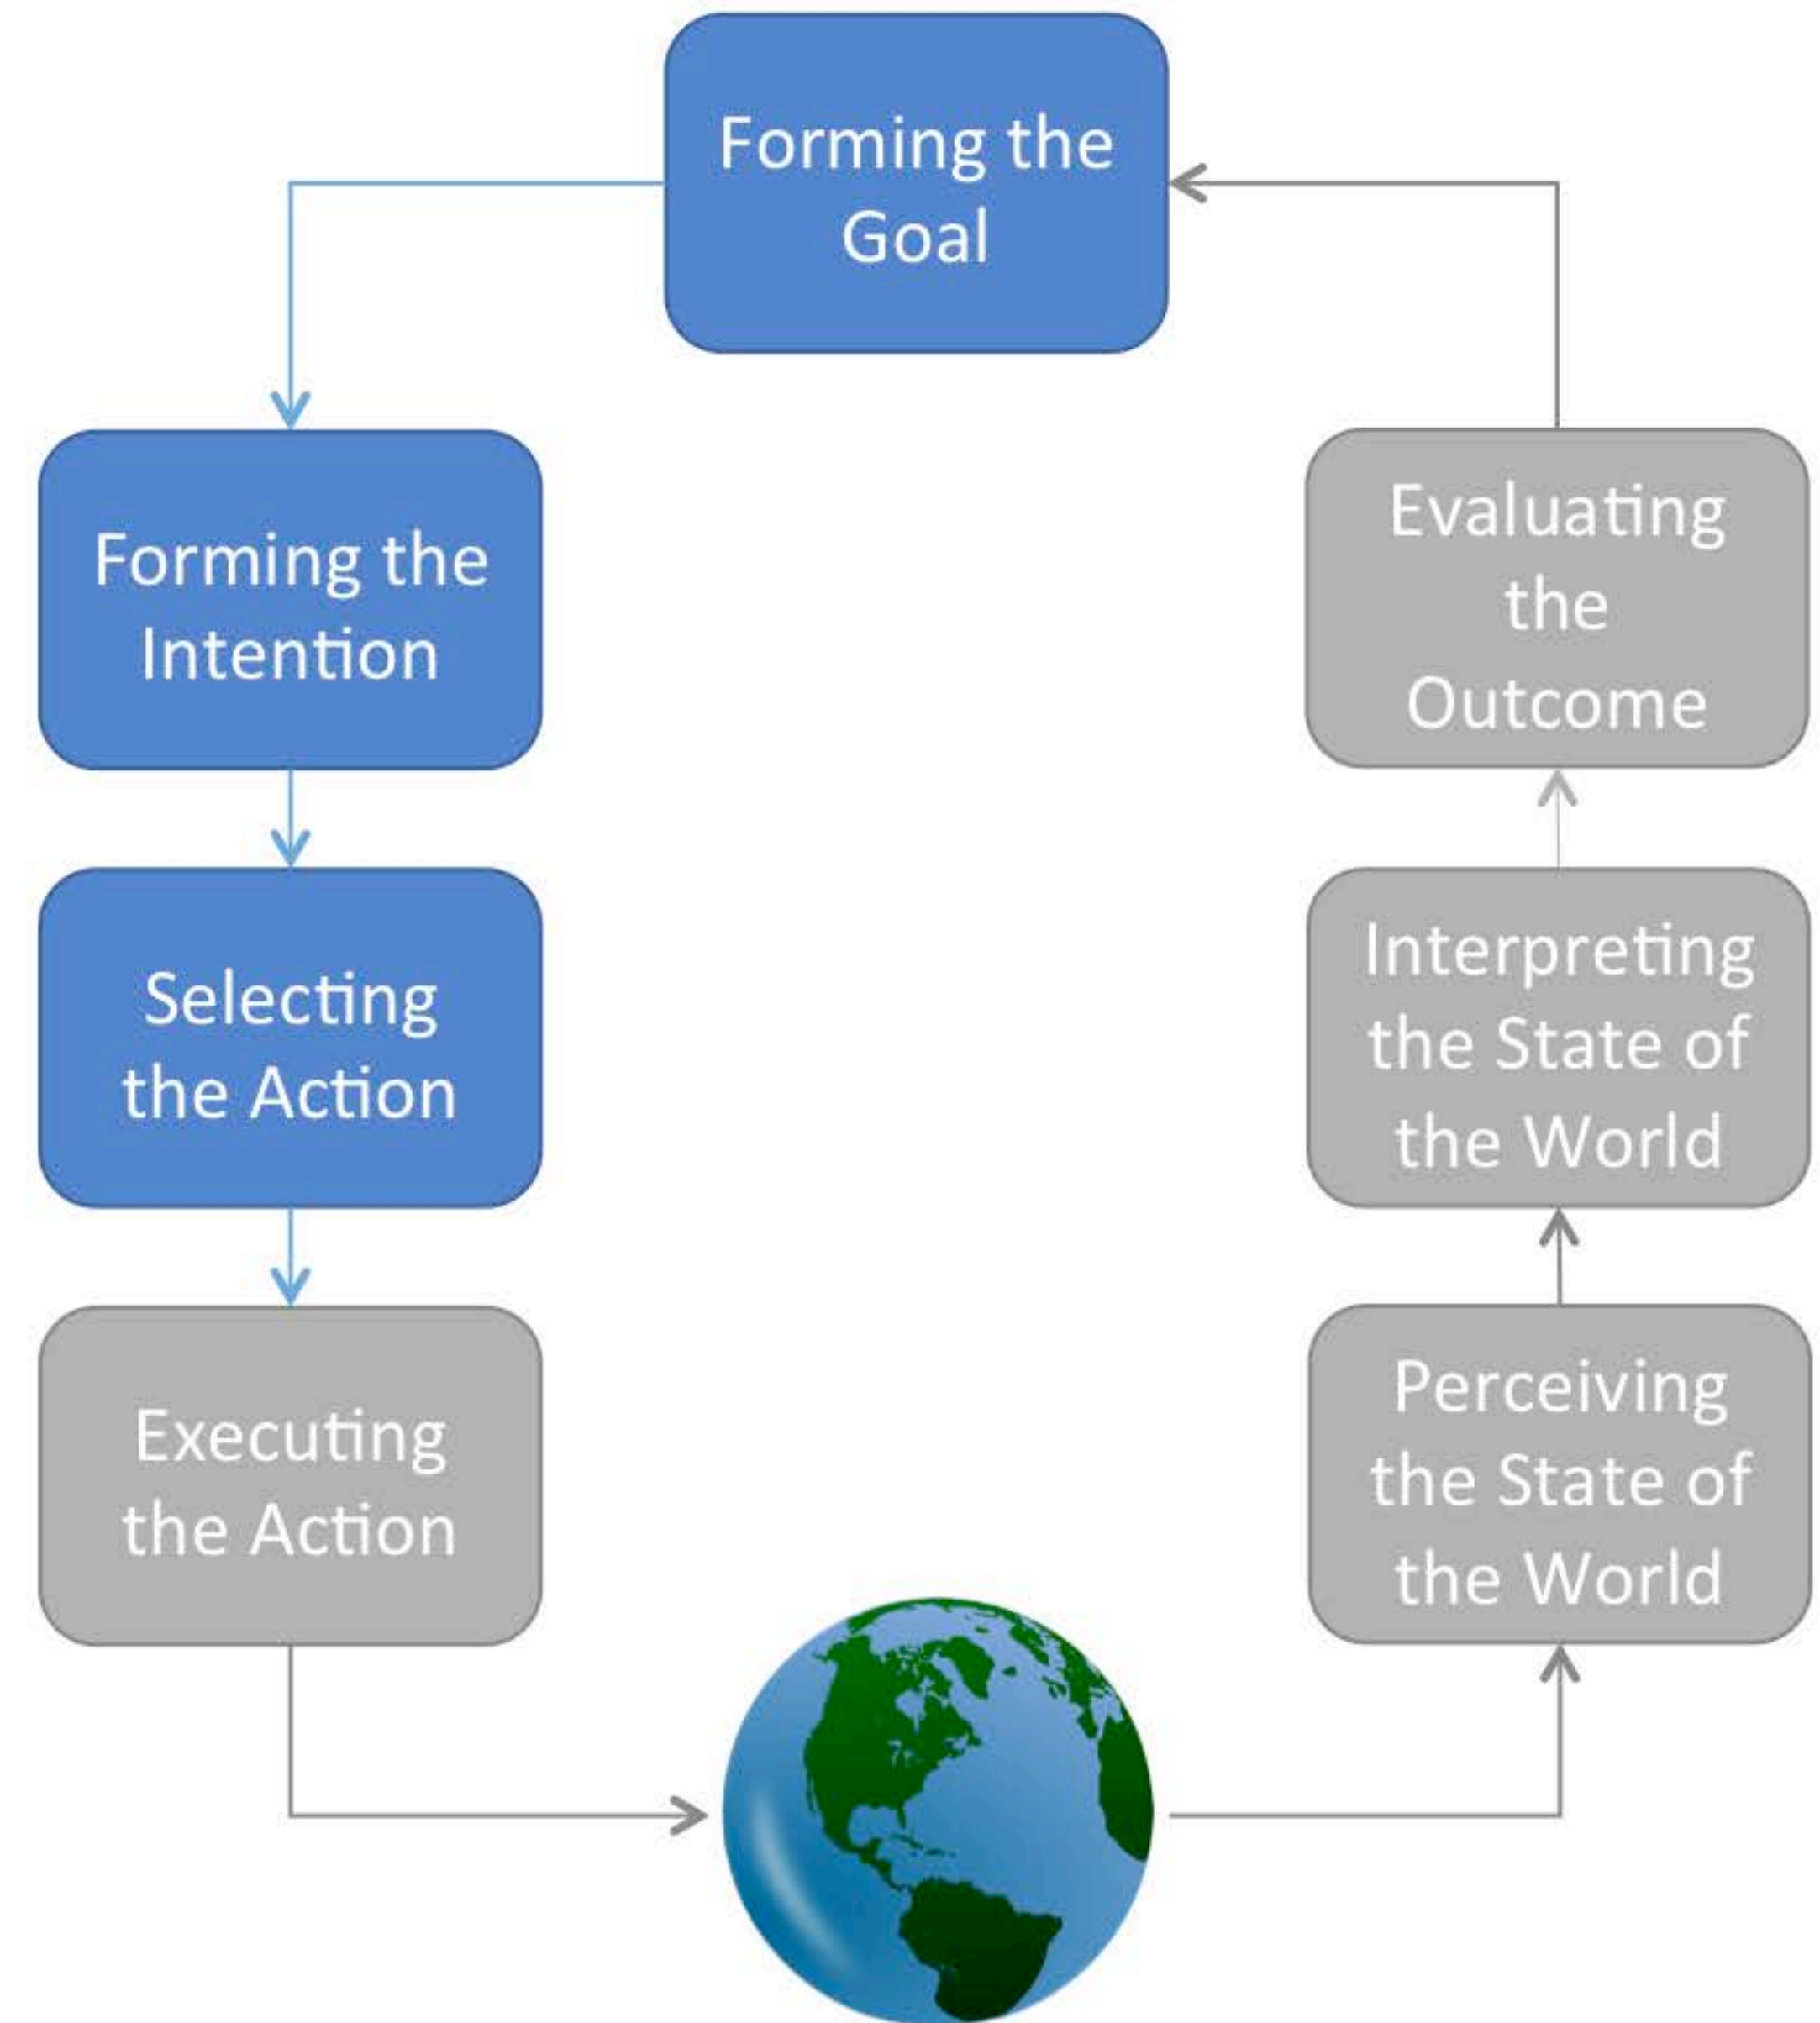 Forming the
Goal
Forming the
Intention
Selecting
the Action
Executing
the Action
Perceiving
the State of
the World
Interpreting
the State of
the World
Evaluating
the
Outcome